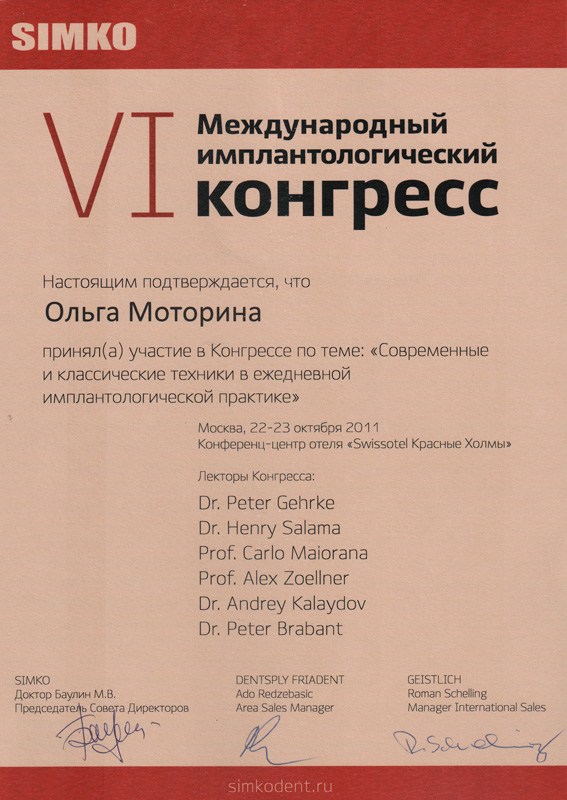 SIMKO
VI Международный
имплантологический
конгресс
Настоящим подтверждается, что
Ольга Моторина
принял(а) участие в Конгрессе по теме: «Современные
и классические техники в ежедневной
имплантологической практике»
Москва, 22-23 октября 2011
Конференц-центр отеля «Swissotel Красные Холмы»
Лекторы Конгресса:
Dr. Peter Gehrke
Dr. Henry Salama
Prof. Carlo Maiorana
Prof. Alex Zoellner
Dr. Andrey Kalaydov
Dr. Peter Brabant
SIMKO
Доктор Баулин М.В.
Председатель Совета Директоров
DENTSPLY FRIADENT
Ado Redzebasic
Area Sales Manager
GEISTLICH
Roman Schelling
Manager International Sales
simkodent.ru